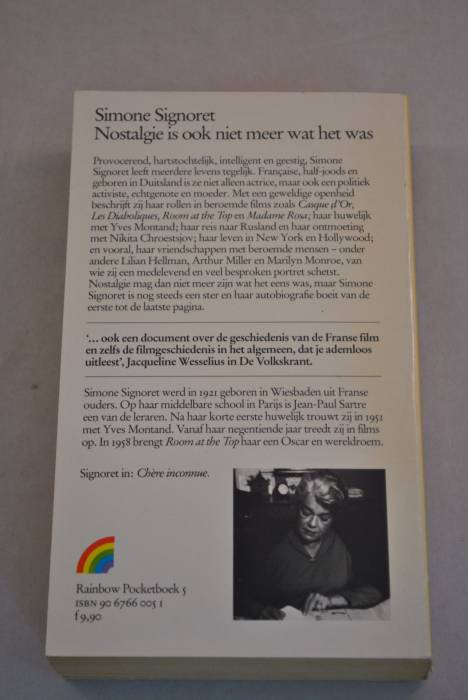 Simone Signoret
Nostalgie is ook niet meer wat het was
Provocerend, hartstochtelijk, intelligent en geestig, Simone
Signoret leeft meerdere levens tegelijk. Française, half-joods en
geboren in Duitsland is ze niet alleen actrice, maar ook een politiek
activiste, echtgenote en moeder. Met een geweldige openheid
beschrijft zij haar rollen in beroemde films zoals Casque d'Or,
Les Diaboliques, Room at the Top en Madame Rosa; haar huwelijk
met Yves Montand; haar reis naar Rusland en haar ontmoeting
met Nikita Chroestsjov; haar leven in New York en Hollywood;
en vooral, haar vriendschappen met beroemde mensen – onder
andere Lilian Hellman, Arthur Miller en Marilyn Monroe, van
wie zij een medelevend en veel besproken portret schetst.
Nostalgie mag dan niet meer zijn wat het eens was, maar Simone
Signoret is nog steeds een ster en haar autobiografie boeit van de
eerste tot de laatste pagina.
'... ook een document over de geschiedenis van de Franse film
en zelfs de filmgeschiedenis in het algemeen, dat je ademloos
uitleest', Jacqueline Wesselius in De Volkskrant.
Simone Signoret werd in 1921 geboren in Wiesbaden uit Franse
ouders. Op haar middelbare school in Parijs is Jean-Paul Sartre
een van de leraren. Na haar korte eerste huwelijk trouwt zij in 1951
met Yves Montand. Vanaf haar negentiende jaar treedt zij in films
op. In 1958 brengt Room at the Top haar een Oscar en wereldroem.
Signoret in: Chère inconnue.
Rainbow Pocketboek 5
ISBN 90 6766 005 1
f 9,90